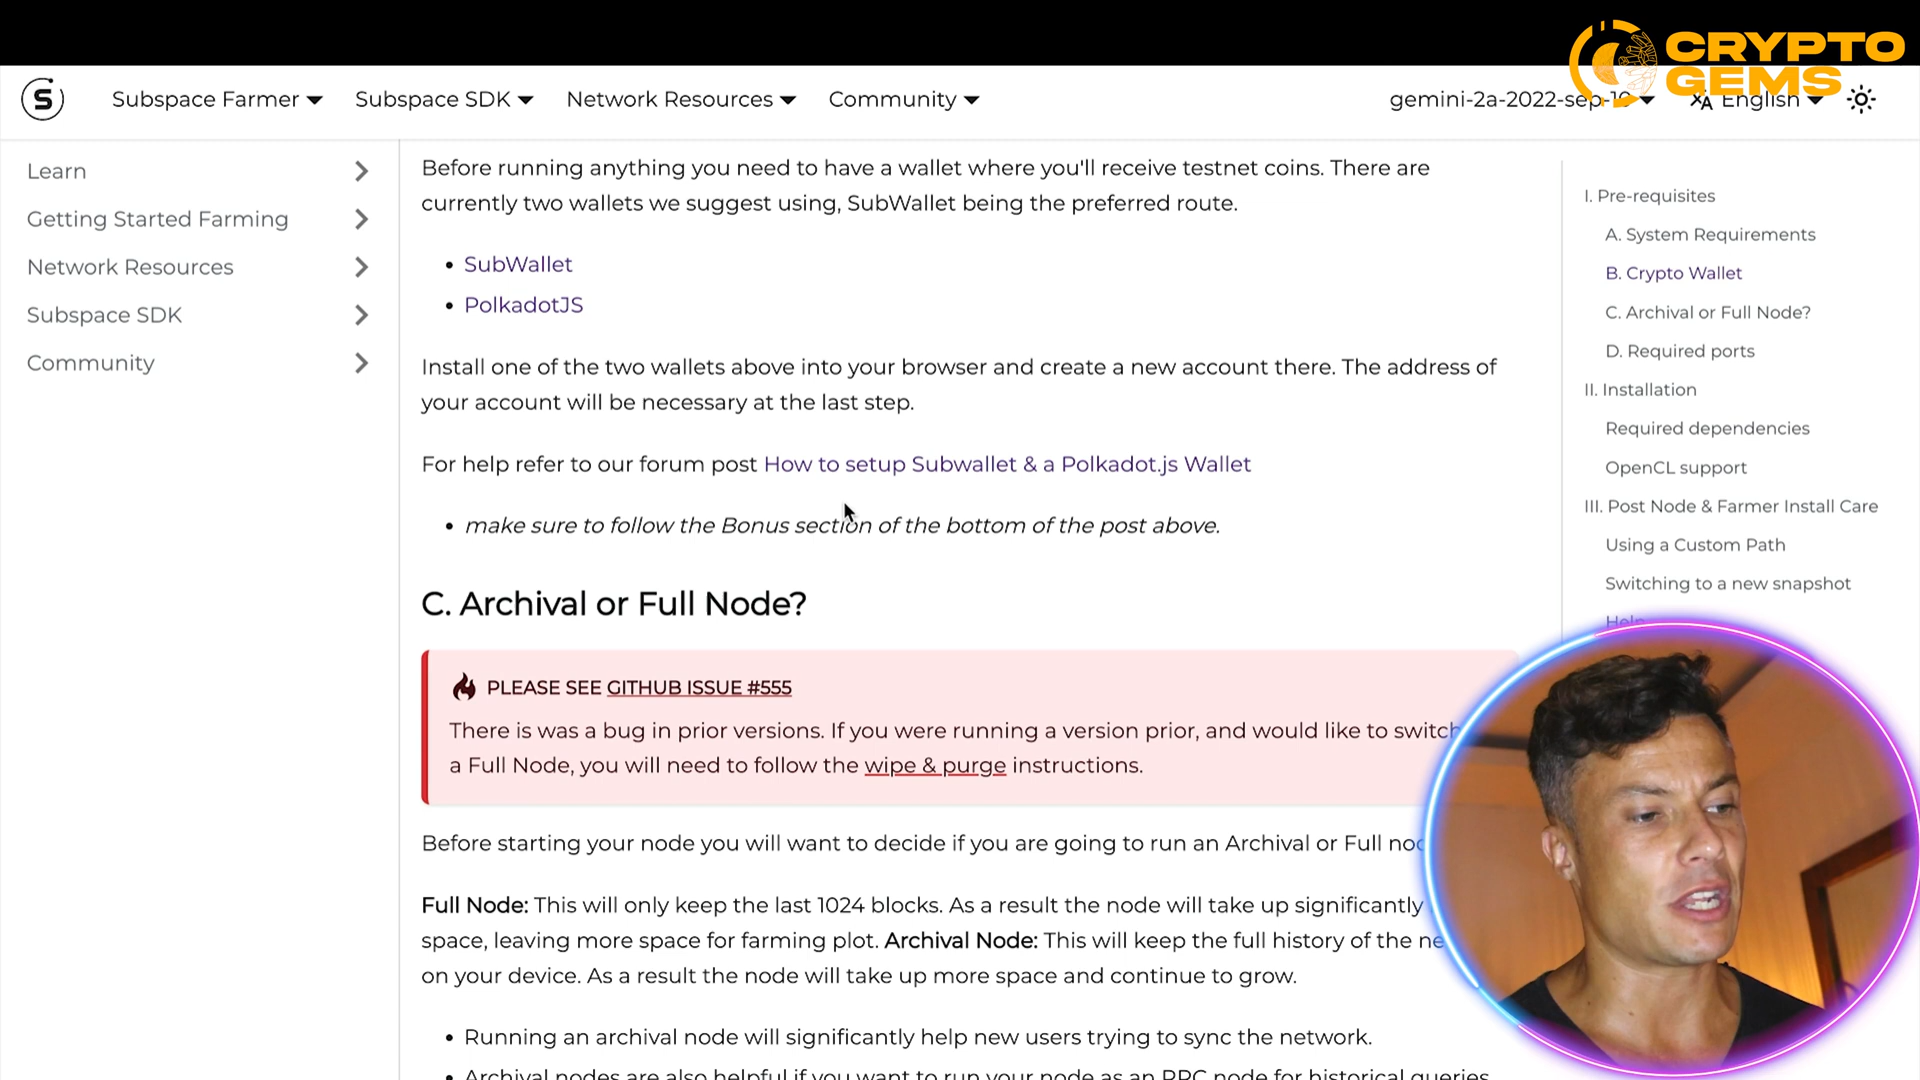 CRYPTO
GEMS
Subspace Farmer
Subspace SDK
Network Resources
Community
gemini-2a-2022-sep-10
English
Learn
Getting Started Farming
Network Resources
Subspace SDK
Community
Before running anything you need to have a wallet where you'll receive testnet coins. There are
currently two wallets we suggest using, SubWallet being the preferred route.
• SubWallet
• PolkadotJS
Install one of the two wallets above into your browser and create a new account there. The address of
your account will be necessary at the last step.
For help refer to our forum post How to setup Subwallet & a Polkadot.js Wallet
• make sure to follow the Bonus section of the bottom of the post above.
C. Archival or Full Node?
PLEASE SEE GITHUB ISSUE #555
There is was a bug in prior versions. If you were running a version prior, and would like to switch
a Full Node, you will need to follow the wipe & purge instructions.
Before starting your node you will want to decide if you are going to run an Archival or Full
Full Node: This will only keep the last 1024 blocks. As a result the node will take up significantly
space, leaving more space for farming plot. Archival Node: This will keep the full history of the
on your device. As a result the node will take up more space and continue to grow.
• Running an archival node will significantly help new users trying to sync the network.
• Archival nodes are also helpful if you want to run your node as an RPC node for historical queries
I. Pre-requisites
A. System Requirements
B. Crypto Wallet
C. Archival or Full Node?
D. Required ports
II. Installation
Required dependencies
OpenCL support
III. Post Node & Farmer Install Care
Using a Custom Path
Switching to a new snapshot
Help